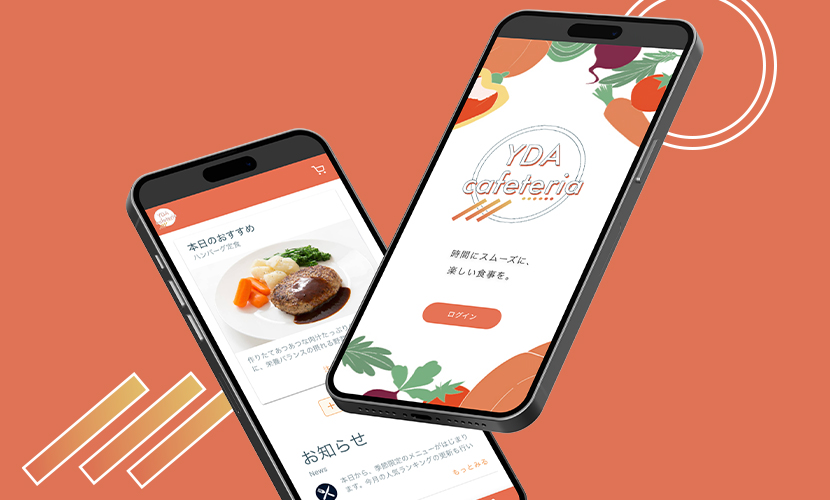 YDA
cafeteria
時間にスムーズに、
楽しい食事を。
ログイン
本日のおすすめ
ハンバーグ定食
作りたてあつあつな肉汁たっぷり
に、栄養バランスの摂れる野菜
お知らせ
News
本日から、季節限定のメニューがはじまり
ます。今月の人気ランキングの更新も行い
もっとみる